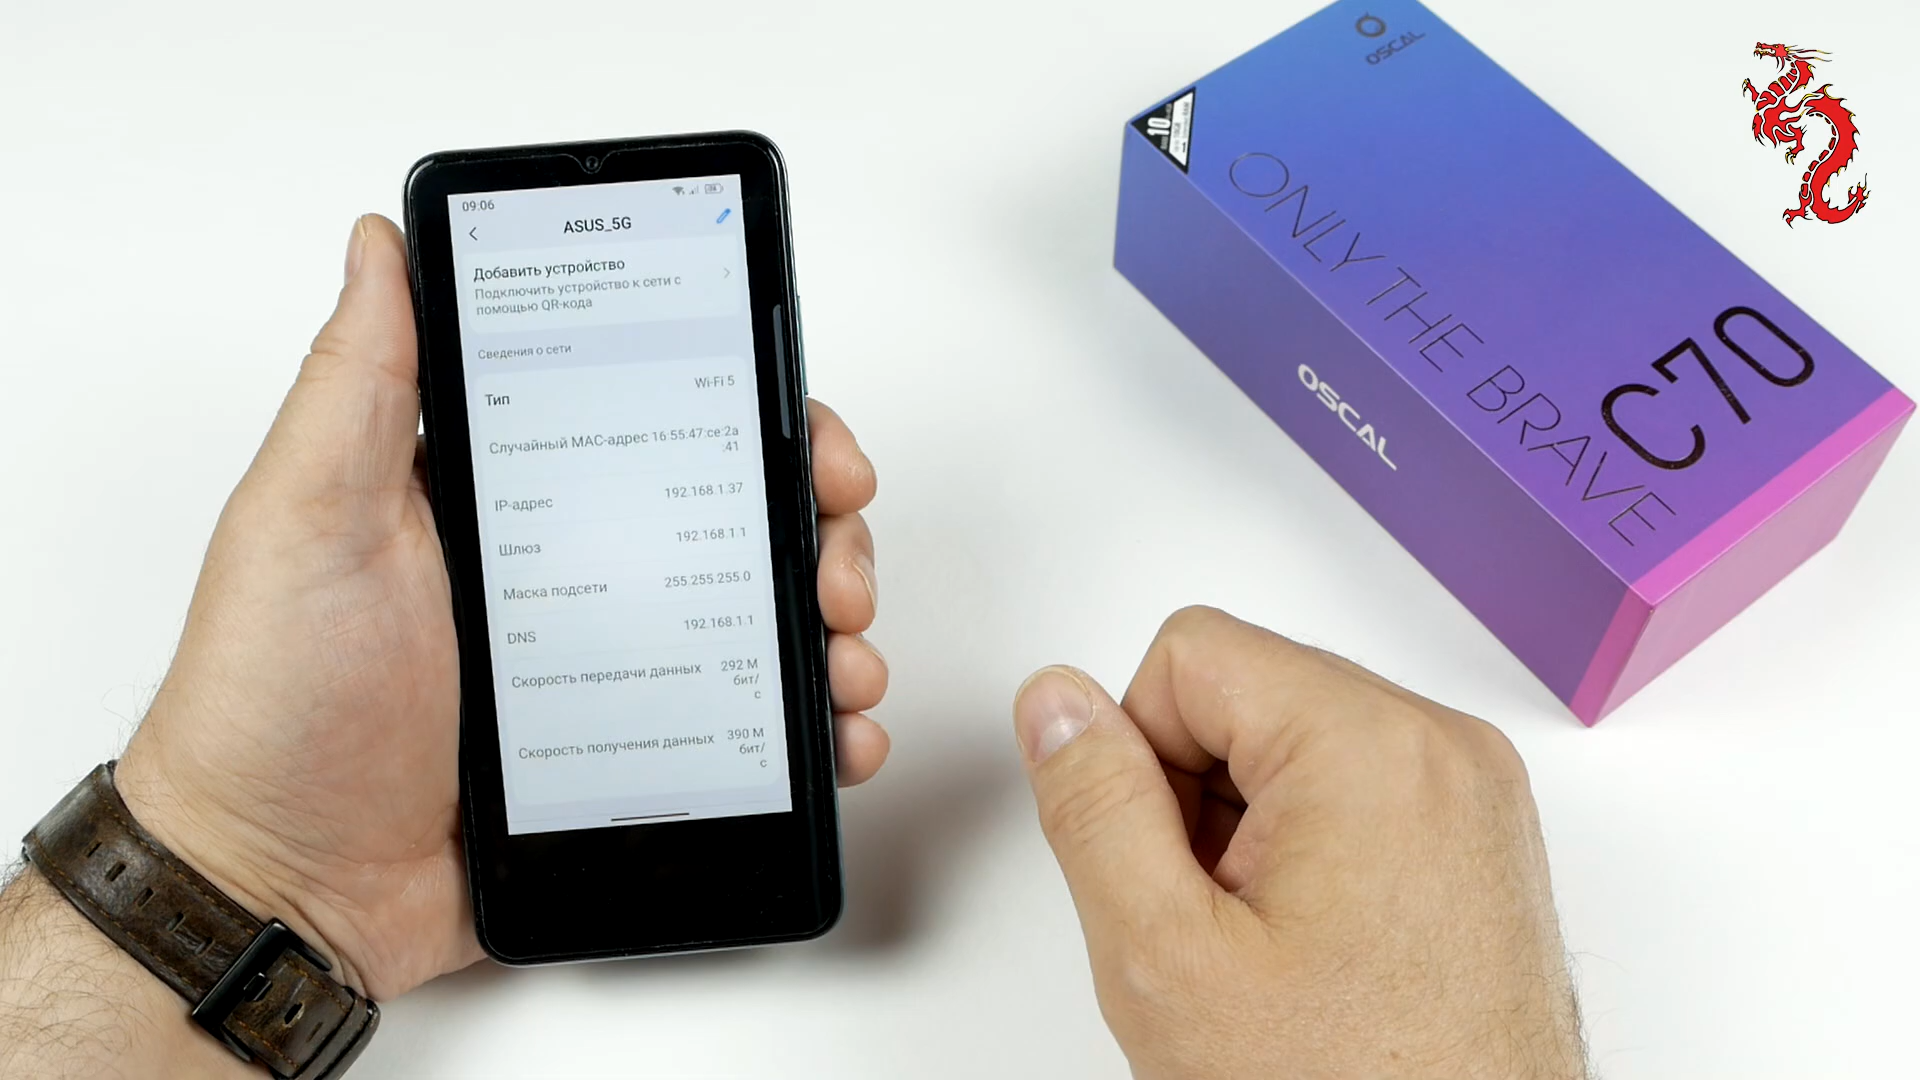 09:06
ASUS_5G
Добавить устройство
Подключить устройство к сети с
помощью QR-кода
Сведения о сети
Тип
Wi-Fi 5
Случайный MAC-адрес 16:55:47:ce:2a
:41
IP-адрес
192.168.1.37
Шлюз
192.168.1.1
Маска подсети
255.255.255.0
DNS
192.168.1.1
Скорость передачи данных
292 М
бит/
с
Скорость получения данных
390 М
бит/
с
OSCAL
10
ONLY THE BRAVE
C70
OSCAL